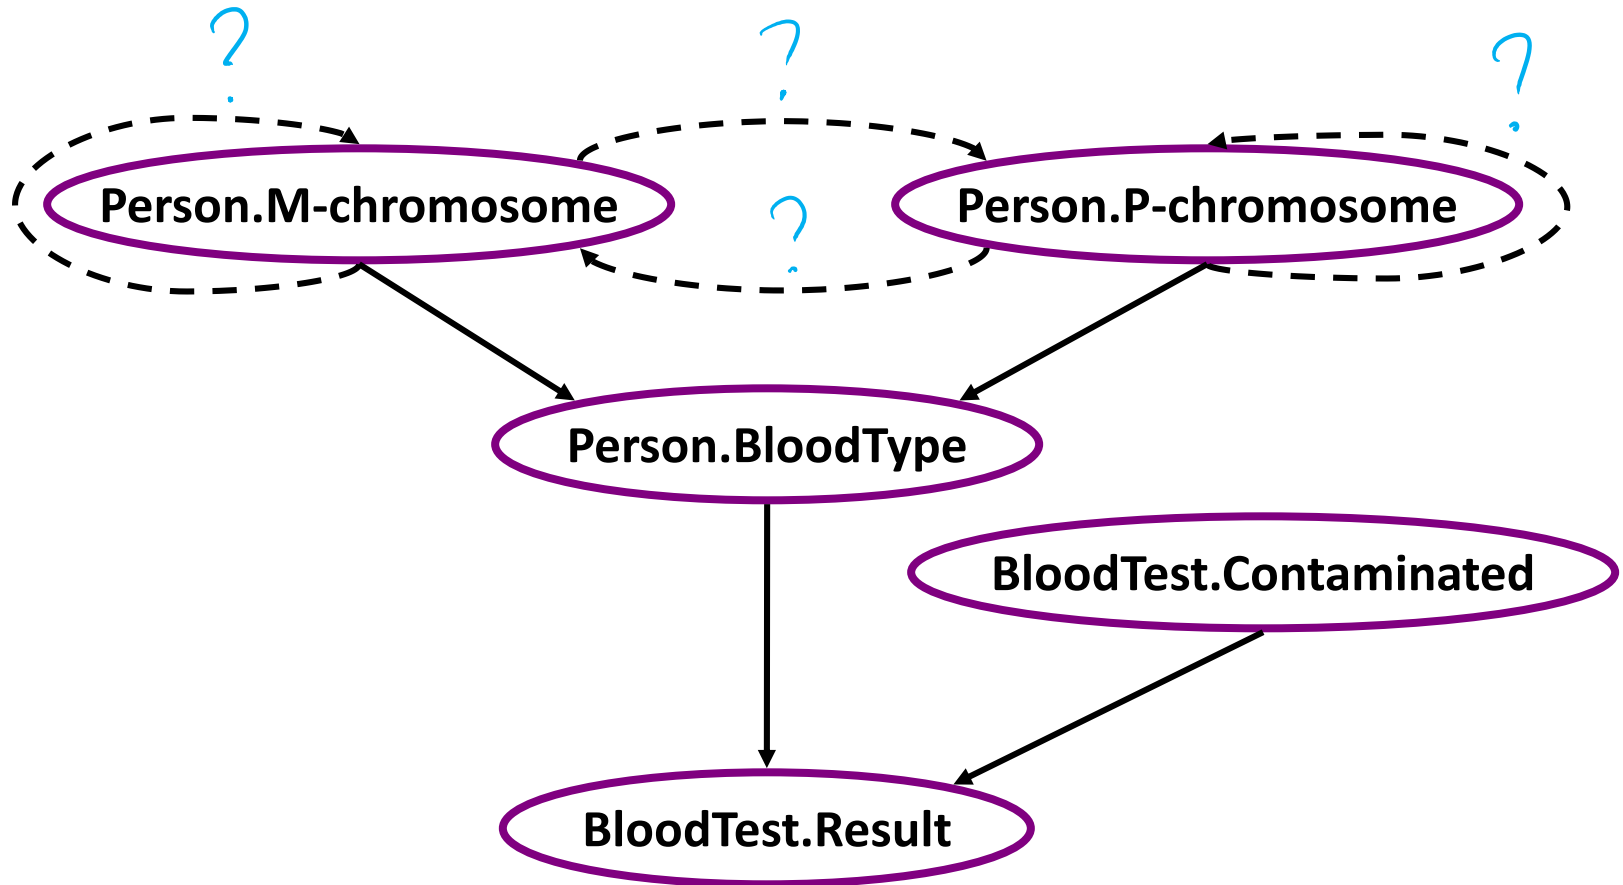 ? ? ?
Person.M-chromosome ? Person.P-chromosome
Person.BloodType
BloodTest.Contaminated
BloodTest.Result